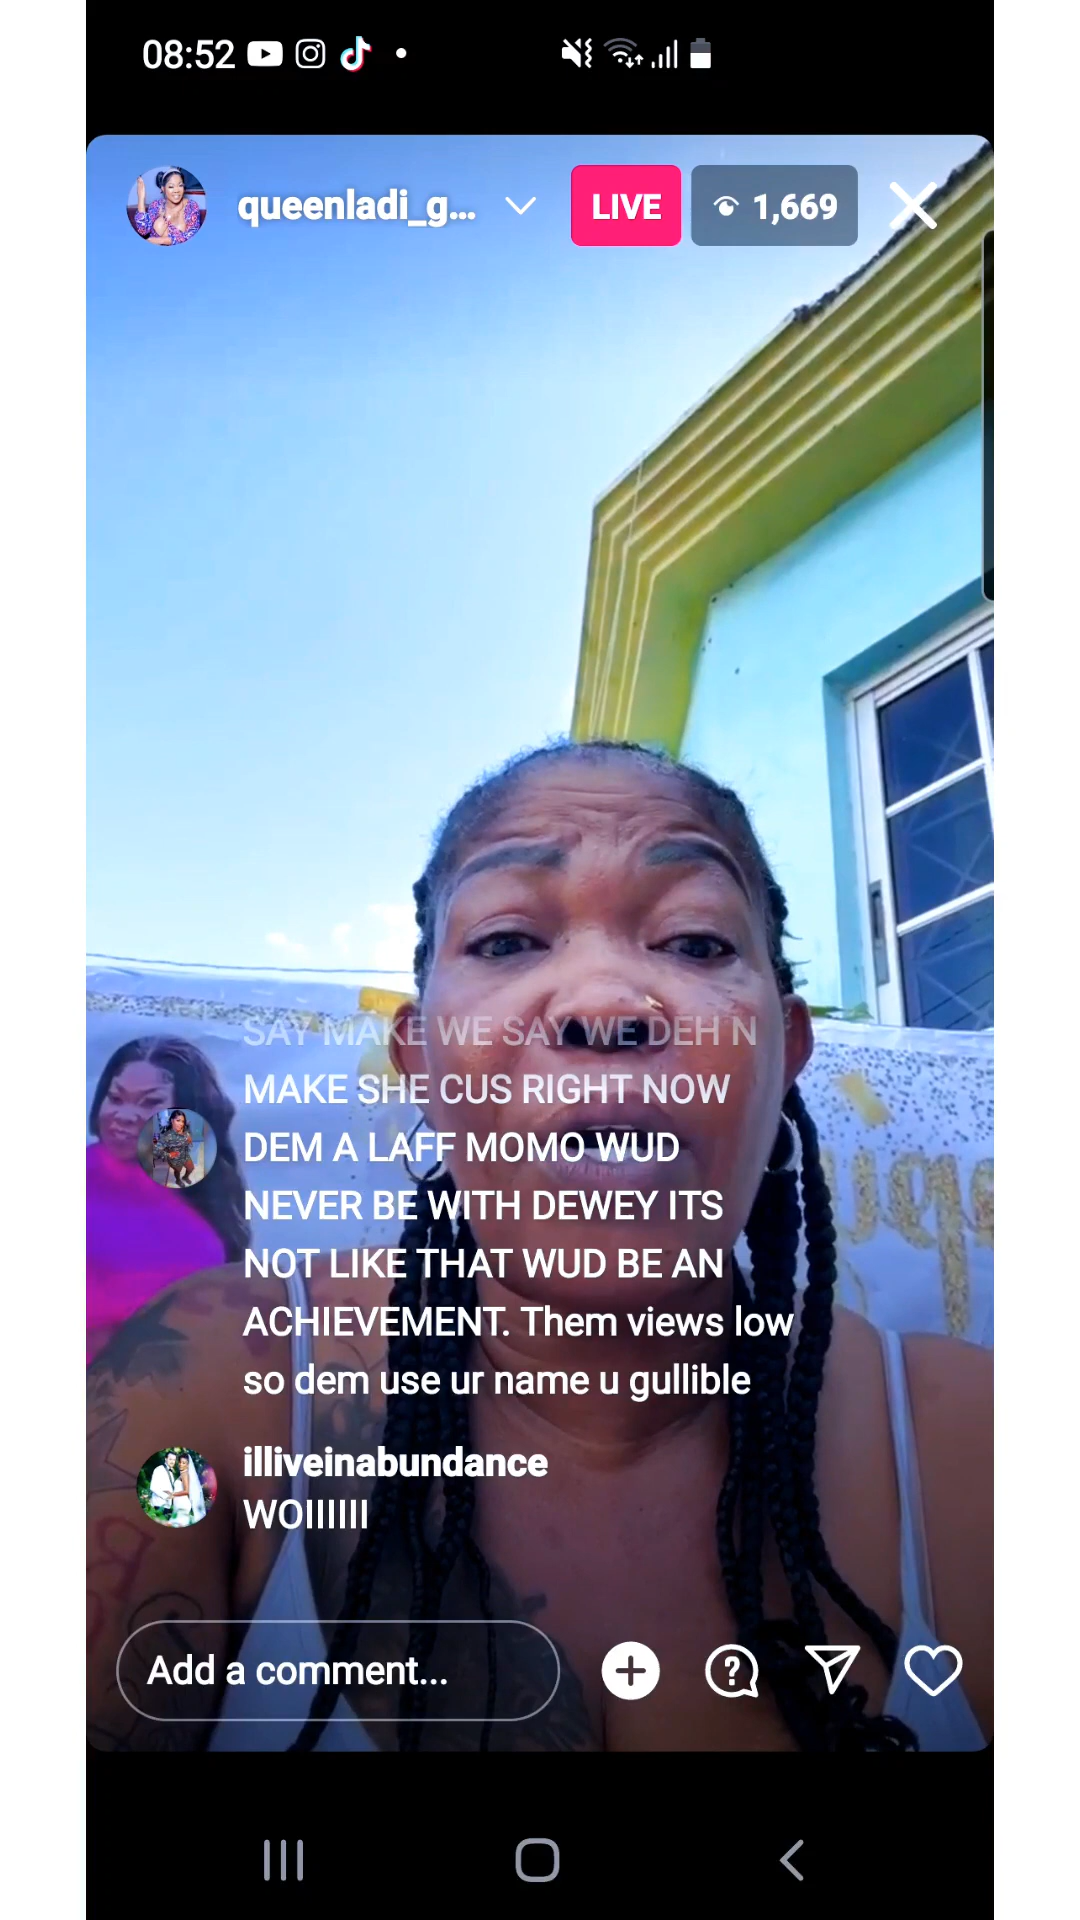 08:52
queenladi_g...
LIVE
1,669
SAY MAKE WE SAY WE DEH N
MAKE SHE CUS RIGHT NOW
DEM A LAFF MOMO WUD
NEVER BE WITH DEWEY ITS
NOT LIKE THAT WUD BE AN
ACHIEVEMENT. Them views low
so dem use ur name u gullible
illiveinabundance
WOIIIIII
Add a comment...